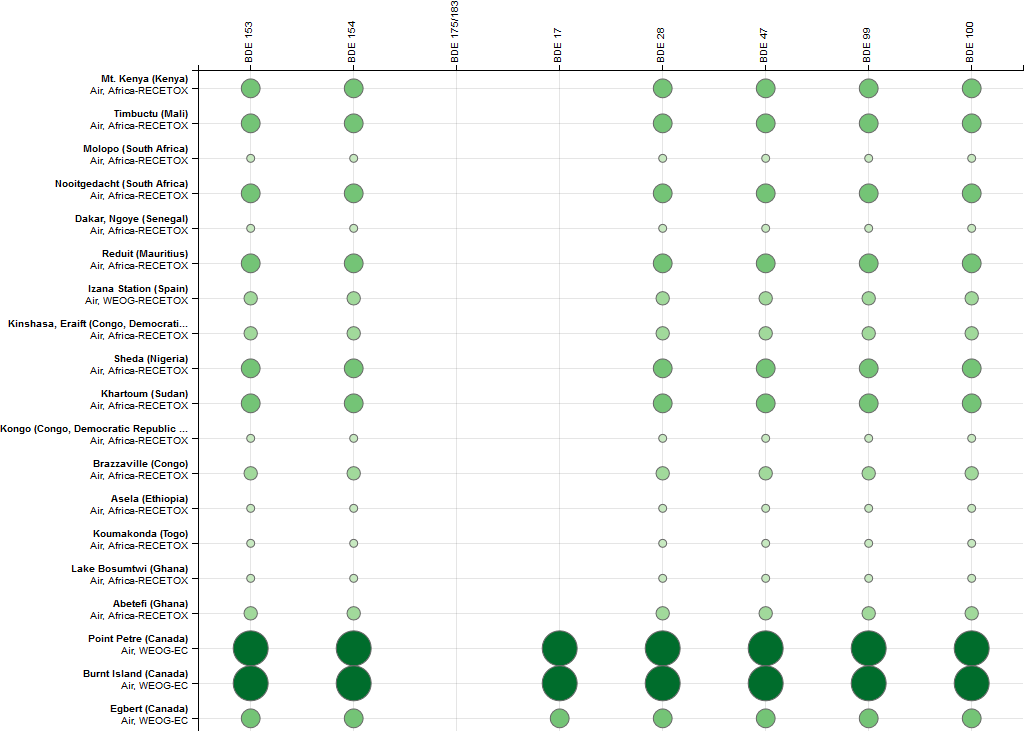 BDE 153
BDE 154
BDE 175/183
BDE 17
BDE 28
BDE 47
BDE 99
BDE 100
Mt. Kenya (Kenya)
Air, Africa-RECETOX
Timbuctu (Mali)
Air, Africa-RECETOX
Molopo (South Africa)
Air, Africa-RECETOX
Nooitgedacht (South Africa)
Air, Africa-RECETOX
Dakar, Ngoye (Senegal)
Air, Africa-RECETOX
Reduit (Mauritius)
Air, Africa-RECETOX
Izana Station (Spain)
Air, WEOG-RECETOX
Kinshasa, Eraift (Congo, Democrati...
Air, Africa-RECETOX
Sheda (Nigeria)
Air, Africa-RECETOX
Khartoum (Sudan)
Air, Africa-RECETOX
Kongo (Congo, Democratic Republic ...
Air, Africa-RECETOX
Brazzaville (Congo)
Air, Africa-RECETOX
Asela (Ethiopia)
Air, Africa-RECETOX
Koumakonda (Togo)
Air, Africa-RECETOX
Lake Bosumtwi (Ghana)
Air, Africa-RECETOX
Abetefi (Ghana)
Air, Africa-RECETOX
Point Petre (Canada)
Air, WEOG-EC
Burnt Island (Canada)
Air, WEOG-EC
Egbert (Canada)
Air, WEOG-EC